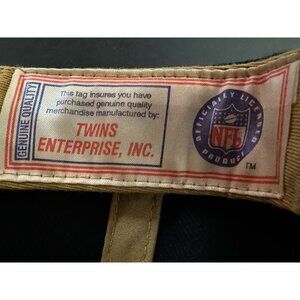 GENUINE QUALITY
This tag insures you have
purchased genuine quality
merchandise manufactured by:
TWINS
ENTERPRISE, INC.
OFFICIALLY LICENSED
NFL
PRODUCT
TM